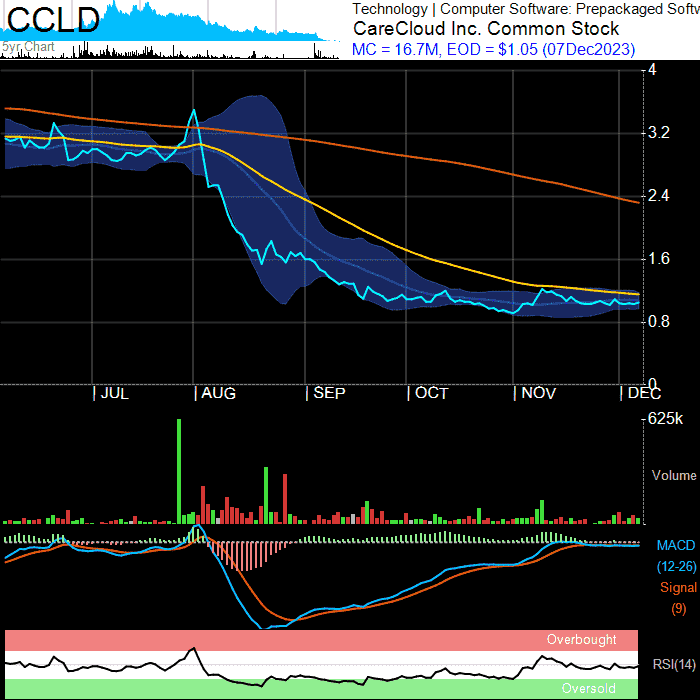 CCLD
Technology | Computer Software: Prepackaged Softw
CareCloud Inc. Common Stock
5yr Chart
MC = 16.7M, EOD = $1.05 (07Dec2023)
4
3.2
2.4
1.6
0.8
0
| JUL | AUG | SEP | OCT | NOV | DEC
625k
Volume
MACD
(12-26)
Signal
(9)
Overbought
RSI(14)
Oversold